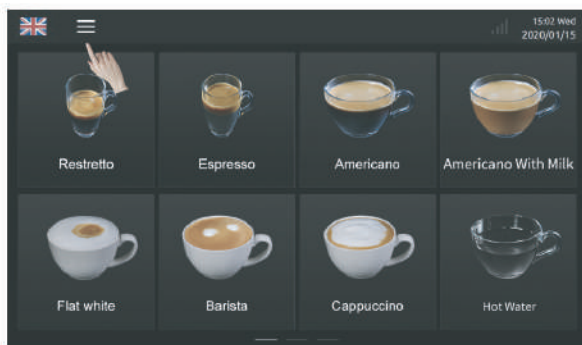 15:02 Wed
2020/01/15
Restretto
Espresso
Americano
Americano With Milk
Flat white
Barista
Cappuccino
Hot Water